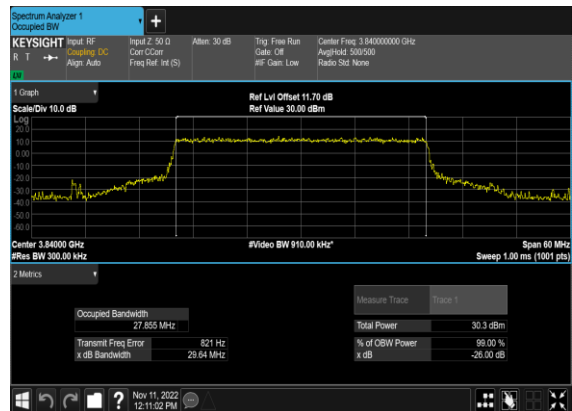 Spectrum Analyzer 1
Occupied BW
KEYSIGHT
R T
LW
Input: RF
Coupling: DC
Align: Auto
Input Z: 50 Ω
Corr CCorr
Freq Ref: Int (S)
Atten: 30 dB
Trig: Free Run
Gate: Off
#IF Gain: Low
Center Freq: 3.840000000 GHz
Avg|Hold: 500/500
Radio Std: None
1 Graph
Scale/Div 10.0 dB
Ref Lvl Offset 11.70 dB
Ref Value 30.00 dBm
Log
20.0
10.0
0.00
-10.0
-20.0
-30.0
-40.0
-50.0
-60.0
Center 3.84000 GHz
#Res BW 300.00 kHz
#Video BW 910.00 kHz*
Span 60 MHz
Sweep 1.00 ms (1001 pts)
2 Metrics
Measure Trace Trace 1
Occupied Bandwidth
27.855 MHz
Total Power 30.3 dBm
Transmit Freq Error 821 Hz
% of OBW Power 99.00 %
x dB Bandwidth 29.64 MHz
x dB -26.00 dB
? Nov 11, 2022
12:11:02 PM